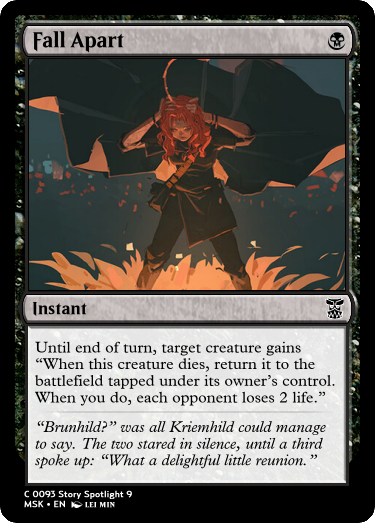 Fall Apart
Instant
Until end of turn, target creature gains
“When this creature dies, return it to the
battlefield tapped under its owner’s control.
When you do, each opponent loses 2 life.”
“Brunhild?” was all Kriemhild could manage
to say. The two stared in silence, until a third
spoke up: “What a delightful little reunion.”
C 0093 Story Spotlight 9
MSK • EN LEI MIN